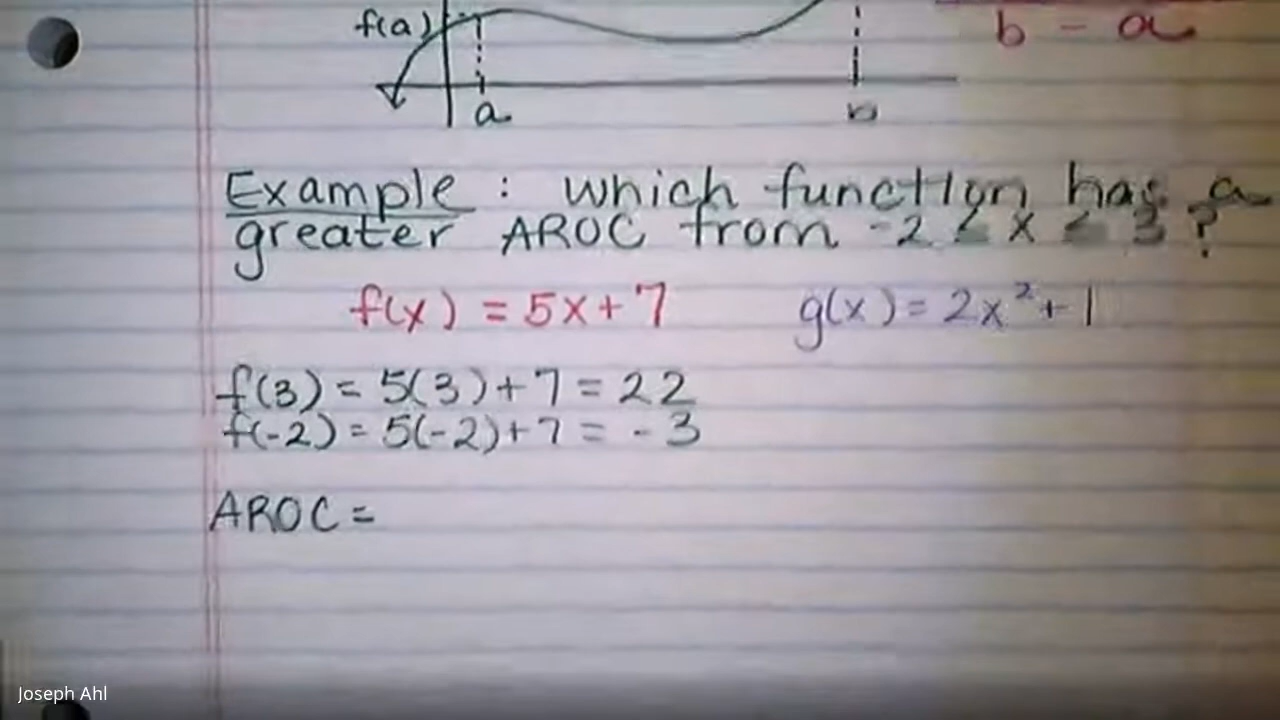 f(a)
b - a
a
b
Example : which function has a
greater AROC from -2 < x < 3 ?
f(x) = 5x+7
g(x) = 2x²+1
f(3) = 5(3)+7 = 22
f(-2) = 5(-2)+7 = -3
AROC =
Joseph Ahl